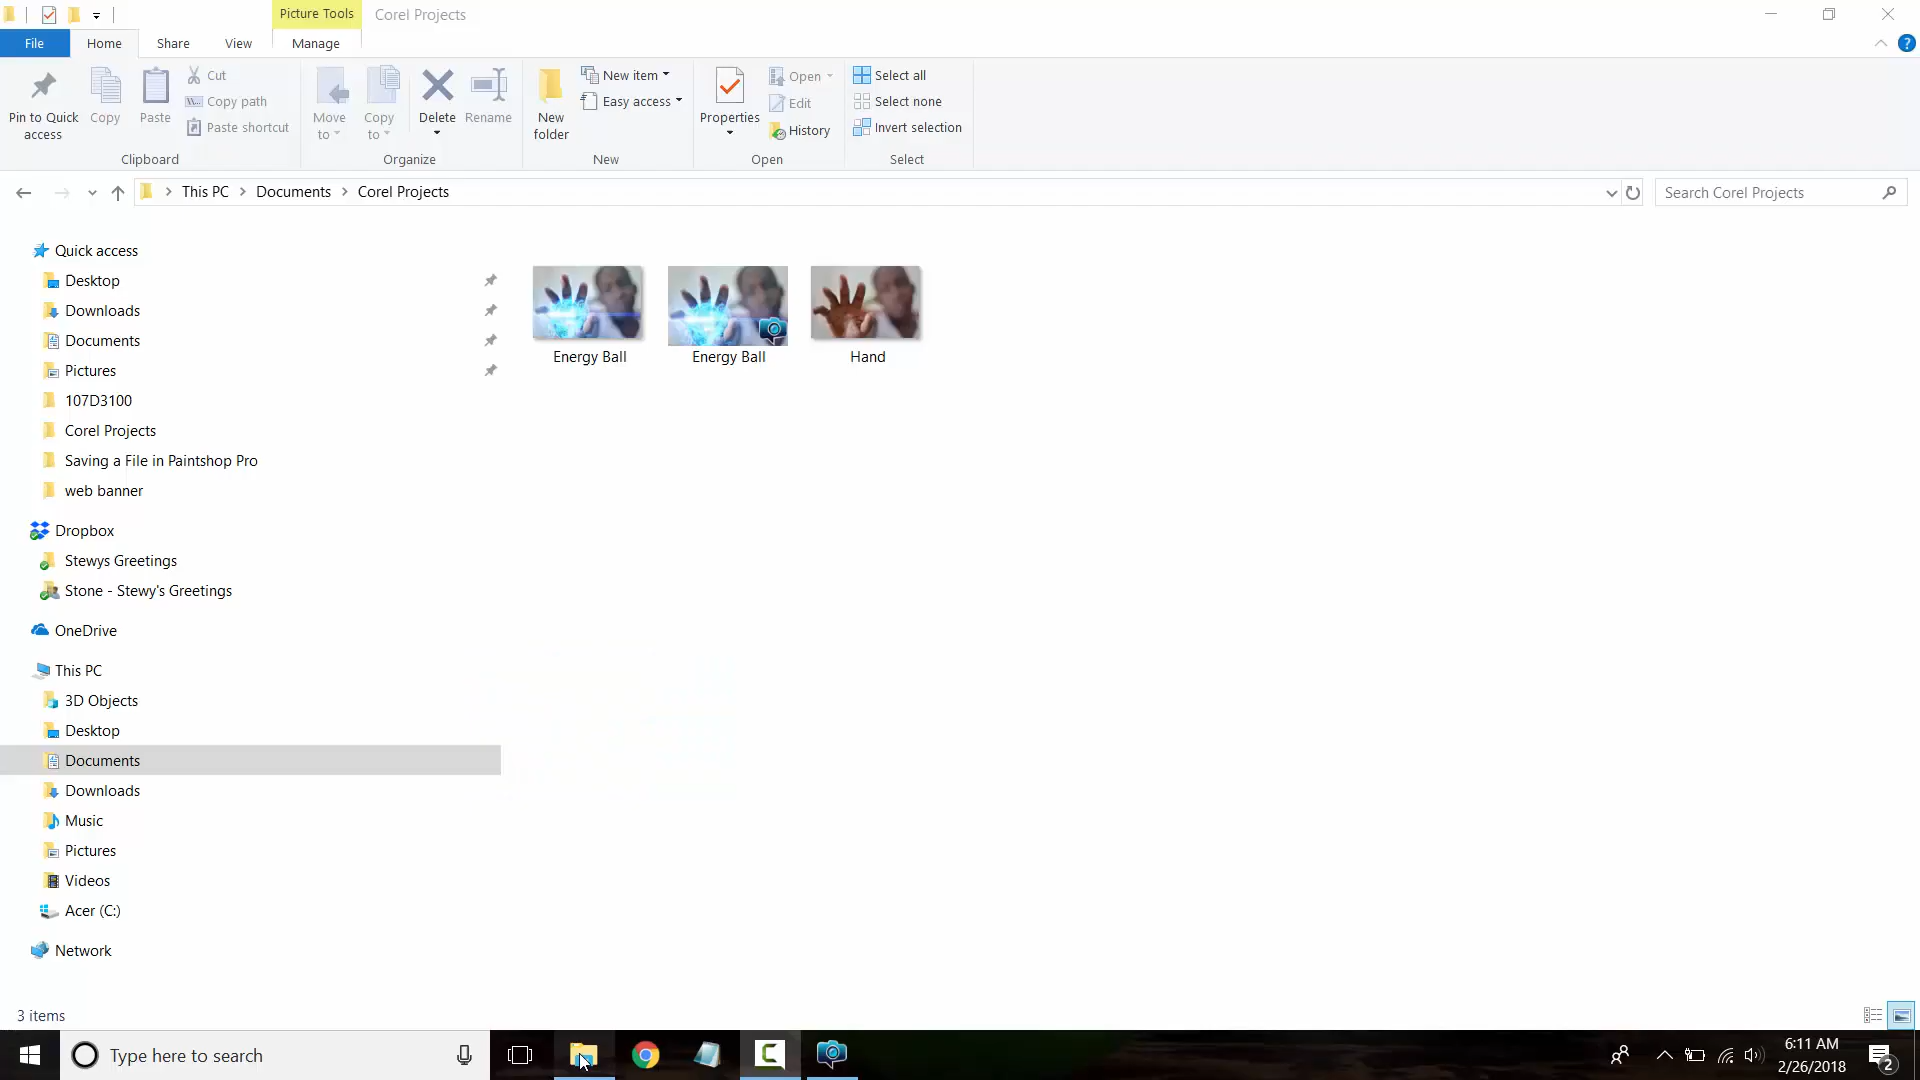 Picture Tools
Corel Projects
File
Home
Share
View
Manage
Pin to Quick access
Copy
Paste
Cut
Copy path
Paste shortcut
Clipboard
Move to
Copy to
Delete
Rename
Organize
New folder
New item
Easy access
New
Properties
Open
Edit
History
Open
Select all
Select none
Invert selection
Select
This PC
Documents
Corel Projects
Search Corel Projects
Quick access
Desktop
Downloads
Documents
Pictures
107D3100
Corel Projects
Saving a File in Paintshop Pro
web banner
Dropbox
Stewys Greetings
Stone - Stewy's Greetings
OneDrive
This PC
3D Objects
Desktop
Documents
Downloads
Music
Pictures
Videos
Acer (C:)
Network
Energy Ball
Energy Ball
Hand
3 items
Type here to search
6:11 AM
2/26/2018
2